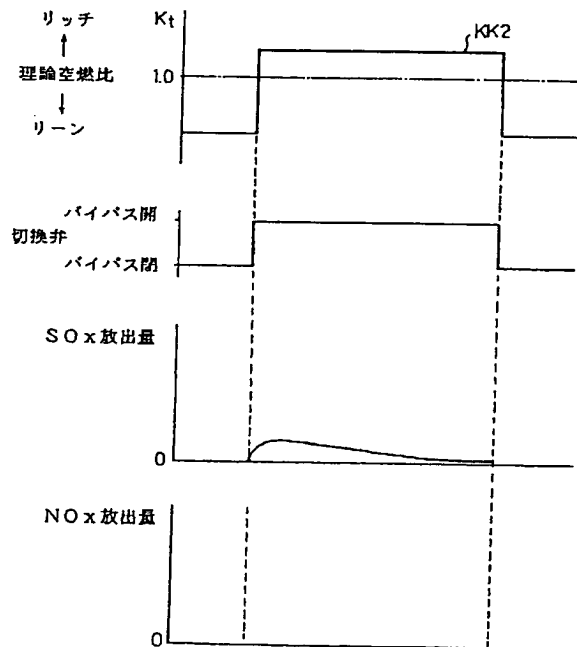 リッチ
Kt
KK2
理論空燃比
1.0
リーン
バイパス開
切換弁
バイパス閉
SOx放出量
0
NOx放出量
0